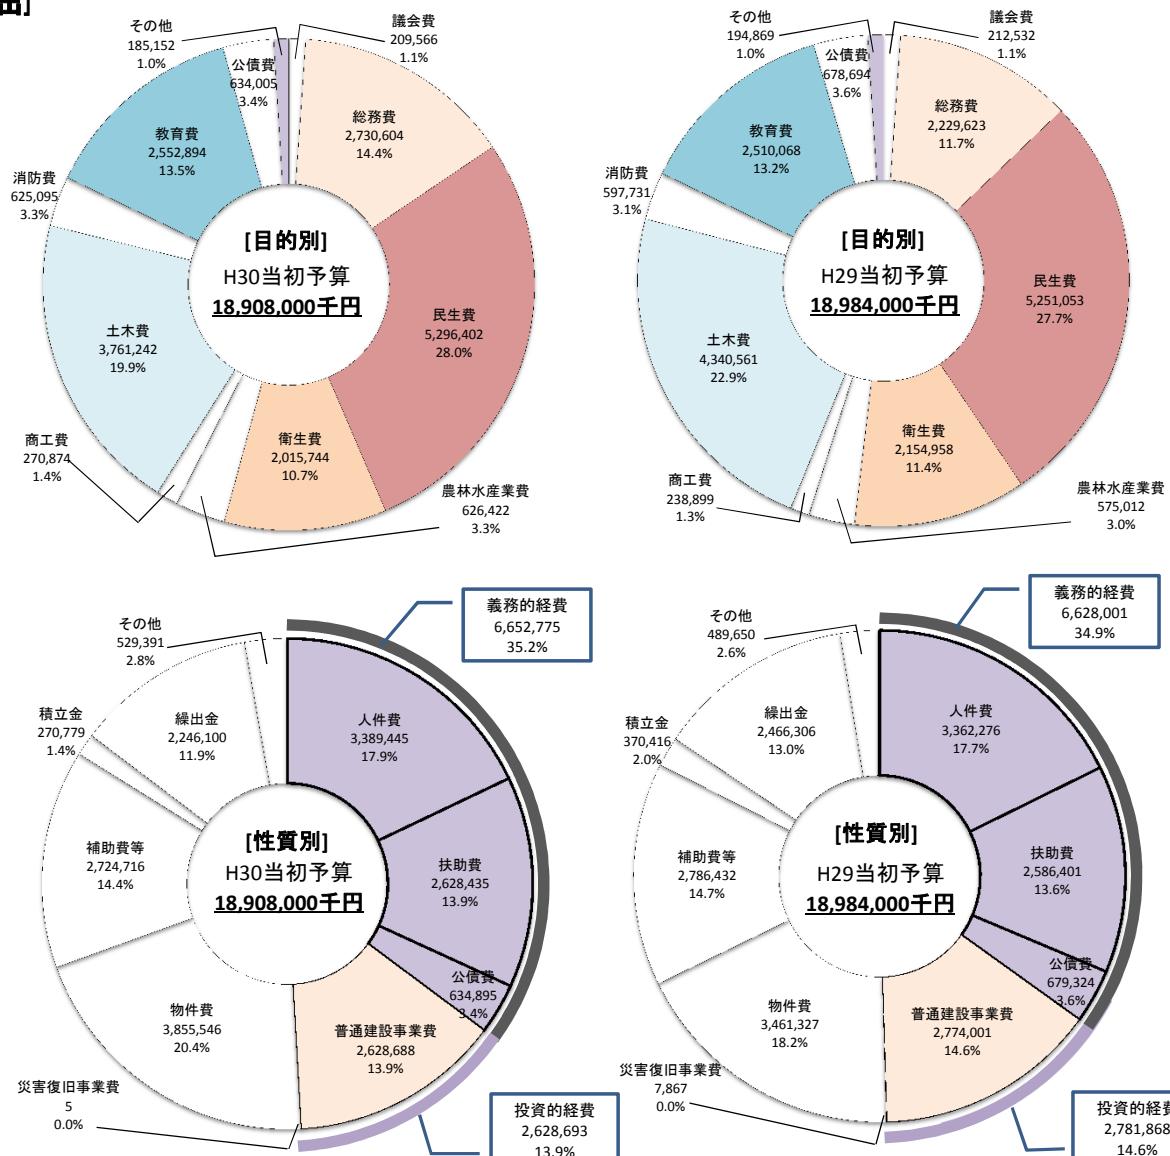 出]
その他
185,152
1.0%
議会費
209,566
1.1%
公債費
634,005
3.4%
総務費
2,730,604
14.4%
教育費
2,552,894
13.5%
消防費
625,095
3.3%
[目的別]
H30当初予算
18,908,000千円
民生費
5,296,402
28.0%
土木費
3,761,242
19.9%
商工費
270,874
1.4%
衛生費
2,015,744
10.7%
農林水産業費
626,422
3.3%
その他
194,869
1.0%
議会費
212,532
1.1%
公債費
678,694
3.6%
総務費
2,229,623
11.7%
教育費
2,510,068
13.2%
消防費
597,731
3.1%
[目的別]
H29当初予算
18,984,000千円
民生費
5,251,053
27.7%
土木費
4,340,561
22.9%
商工費
238,899
1.3%
衛生費
2,154,958
11.4%
農林水産業費
575,012
3.0%
義務的経費
6,652,775
35.2%
その他
529,391
2.8%
人件費
3,389,445
17.9%
積立金
270,779
1.4%
繰出金
2,246,100
11.9%
[性質別]
H30当初予算
18,908,000千円
補助費等
2,724,716
14.4%
扶助費
2,628,435
13.9%
公債費
634,895
3.4%
物件費
3,855,546
20.4%
普通建設事業費
2,628,688
13.9%
災害復旧事業費
5
0.0%
投資的経費
2,628,693
13.9%
義務的経費
6,628,001
34.9%
その他
489,650
2.6%
人件費
3,362,276
17.7%
積立金
370,416
2.0%
繰出金
2,466,306
13.0%
[性質別]
H29当初予算
18,984,000千円
補助費等
2,786,432
14.7%
扶助費
2,586,401
13.6%
公債費
679,324
3.6%
物件費
3,461,327
18.2%
普通建設事業費
2,774,001
14.6%
災害復旧事業費
7,867
0.0%
投資的経費
2,781,868
14.6%